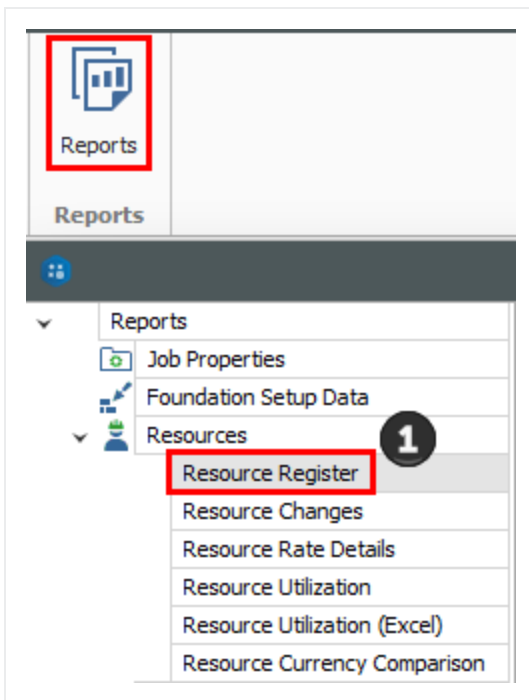 Reports
Reports
Reports
Job Properties
Foundation Setup Data
Resources
1
Resource Register
Resource Changes
Resource Rate Details
Resource Utilization
Resource Utilization (Excel)
Resource Currency Comparison